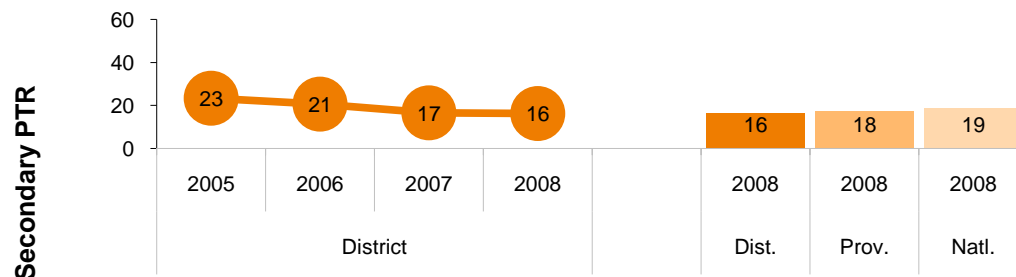 Secondary PTR
60
40
20
0
23 21 17 16 16 18 19
2005 2006 2007 2008 2008 2008 2008
District Dist. Prov. Natl.